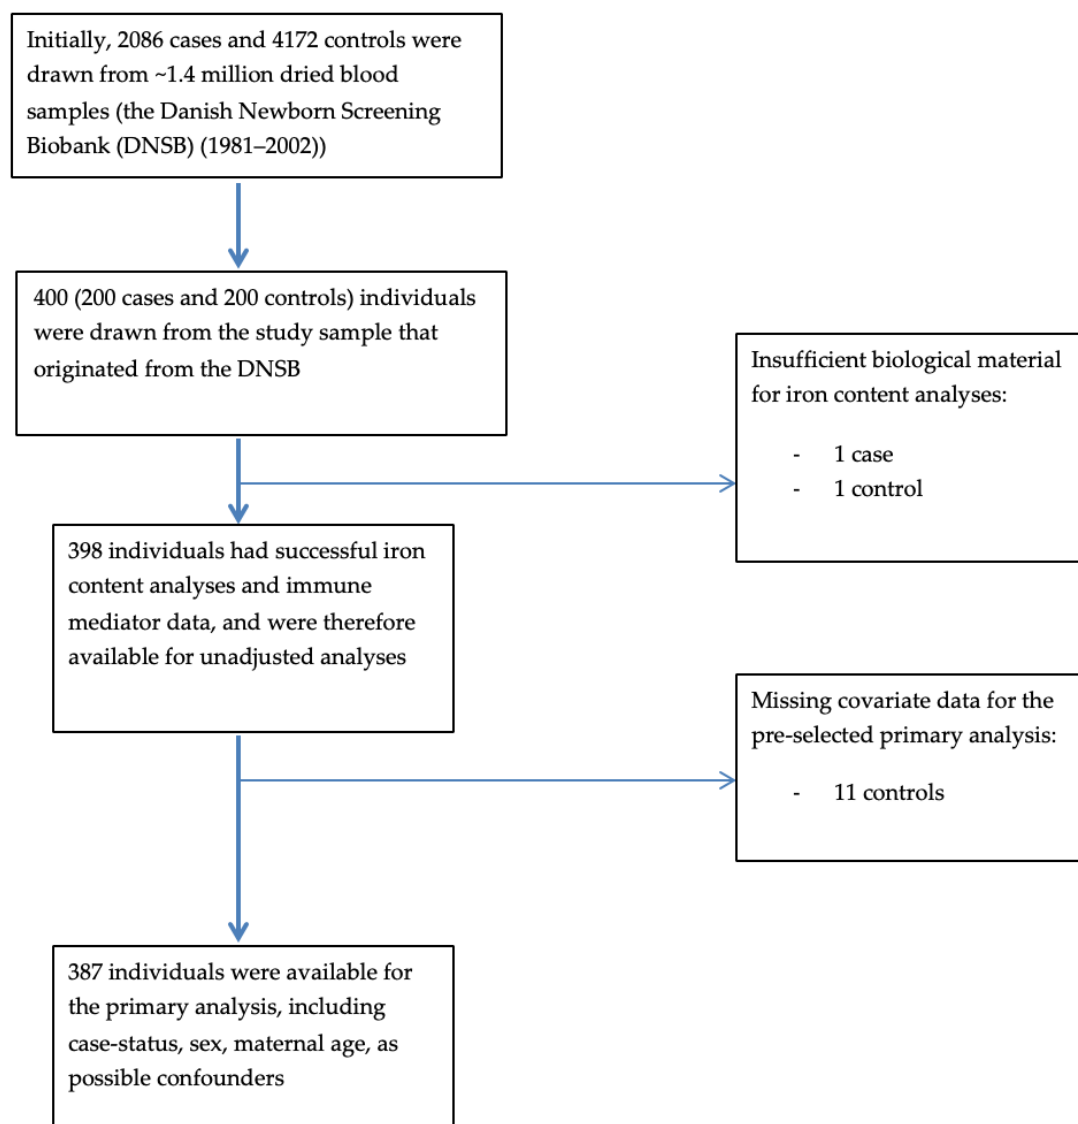 Initially, 2086 cases and 4172 controls were
drawn from ~1.4 million dried blood
samples (the Danish Newborn Screening
Biobank (DNSB) (1981–2002))
400 (200 cases and 200 controls) individuals
were drawn from the study sample that
originated from the DNSB
Insufficient biological material
for iron content analyses:
- 1 case
- 1 control
398 individuals had successful iron
content analyses and immune
mediator data, and were therefore
available for unadjusted analyses
Missing covariate data for the
pre-selected primary analysis:
- 11 controls
387 individuals were available for
the primary analysis, including
case-status, sex, maternal age, as
possible confounders